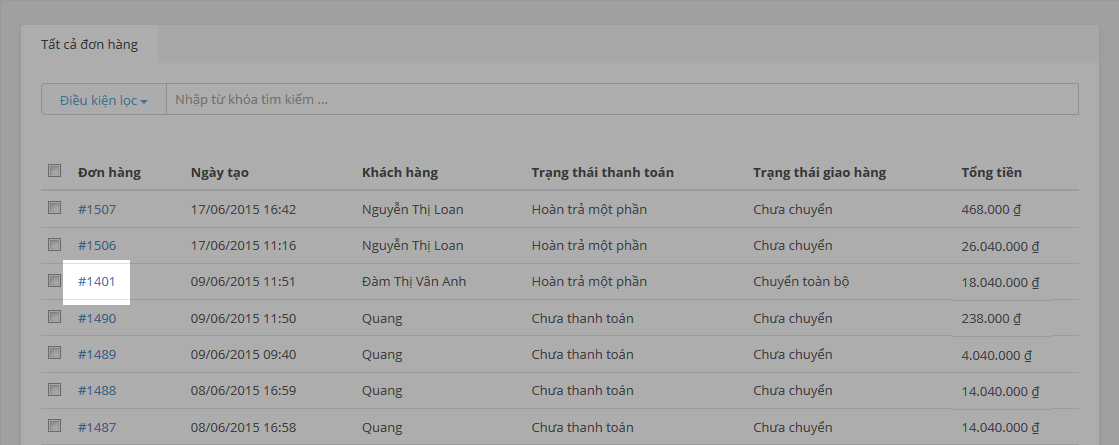 Tất cả đơn hàng
Điều kiện lọc Nhập từ khóa tìm kiếm ...
Đơn hàng Ngày tạo Khách hàng Trạng thái thanh toán Trạng thái giao hàng Tổng tiền
#1507 17/06/2015 16:42 Nguyễn Thị Loan Hoàn trả một phần Chưa chuyển 468.000 ₫
#1506 17/06/2015 11:16 Nguyễn Thị Loan Hoàn trả một phần Chưa chuyển 26.040.000 ₫
#1401 09/06/2015 11:51 Đàm Thị Vân Anh Hoàn trả một phần Chuyển toàn bộ 18.040.000 ₫
#1490 09/06/2015 11:50 Quang Chưa thanh toán Chưa chuyển 238.000 ₫
#1489 09/06/2015 09:40 Quang Chưa thanh toán Chưa chuyển 4.040.000 ₫
#1488 08/06/2015 16:59 Quang Chưa thanh toán Chưa chuyển 14.040.000 ₫
#1487 08/06/2015 16:58 Quang Chưa thanh toán Chưa chuyển 14.040.000 ₫